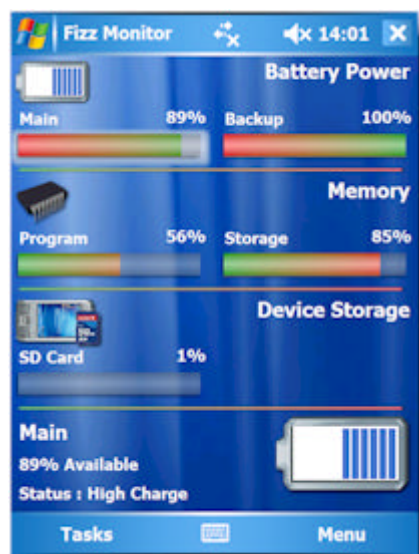 Fizz Monitor 14:01
Battery Power
Main 89% Backup 100%
Memory
Program 56% Storage 85%
Device Storage
SD Card 1%
Main
89% Available
Status : High Charge
Tasks Menu